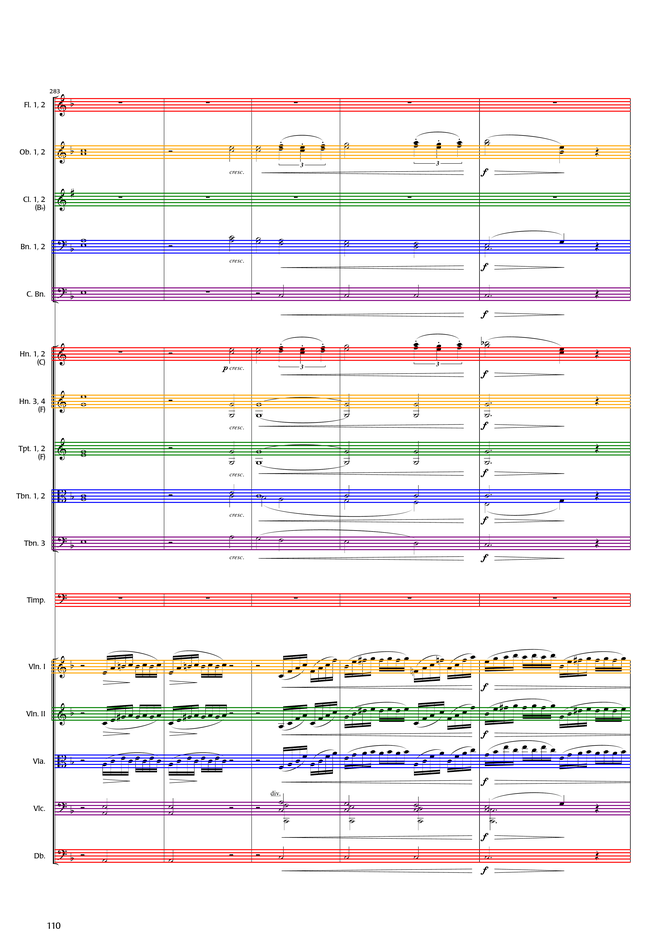 283
Fl. 1, 2
Ob. 1, 2
cresc.
3
3
f
Cl. 1, 2
(B♭)
Bn. 1, 2
cresc.
f
C. Bn.
f
Hn. 1, 2
(C)
p cresc.
3
3
f
Hn. 3, 4
(F)
cresc.
f
Tpt. 1, 2
(F)
cresc.
f
Tbn. 1, 2
cresc.
f
Tbn. 3
cresc.
f
Timp.
Vln. I
f
Vln. II
f
Vla.
f
Vlc.
div.
f
Db.
f
110